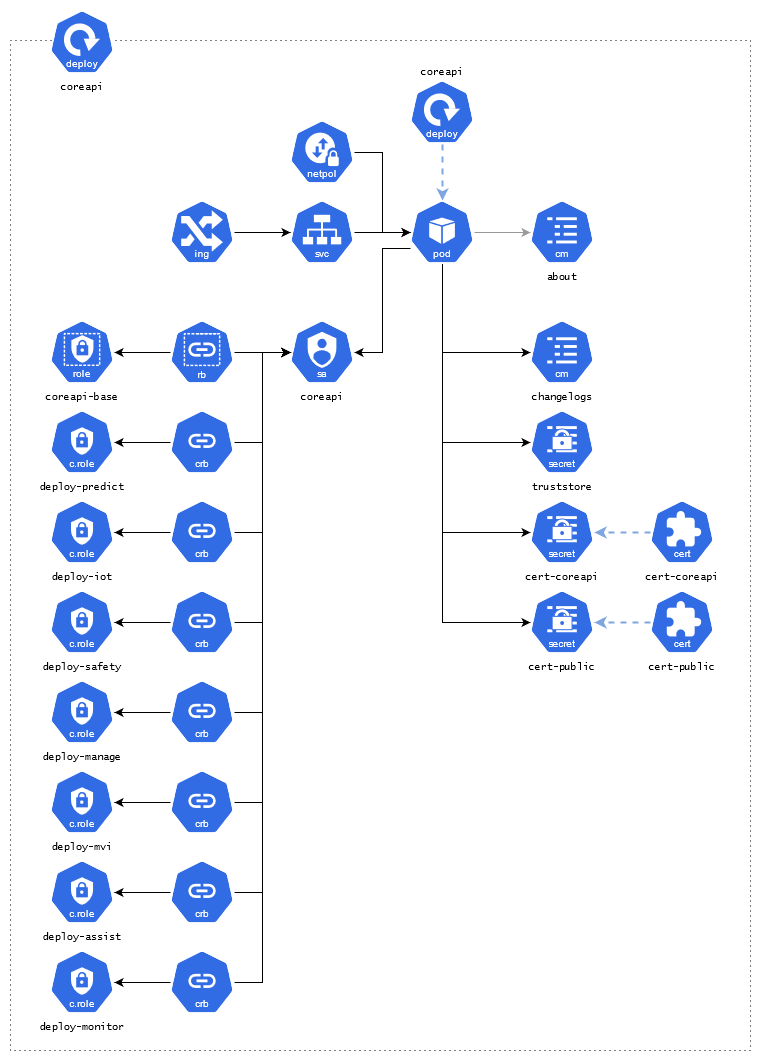 deploy
coreapi
coreapi
deploy
netpol
ing
svc
pod
cm
about
role
rb
sa
cm
coreapi-base
coreapi
changelogs
c.role
crb
secret
deploy-predict
truststore
c.role
crb
secret
cert
deploy-iot
cert-coreapi
cert-coreapi
c.role
crb
secret
cert
deploy-safety
cert-public
cert-public
c.role
crb
deploy-manage
c.role
crb
deploy-mvi
c.role
crb
deploy-assist
c.role
crb
deploy-monitor